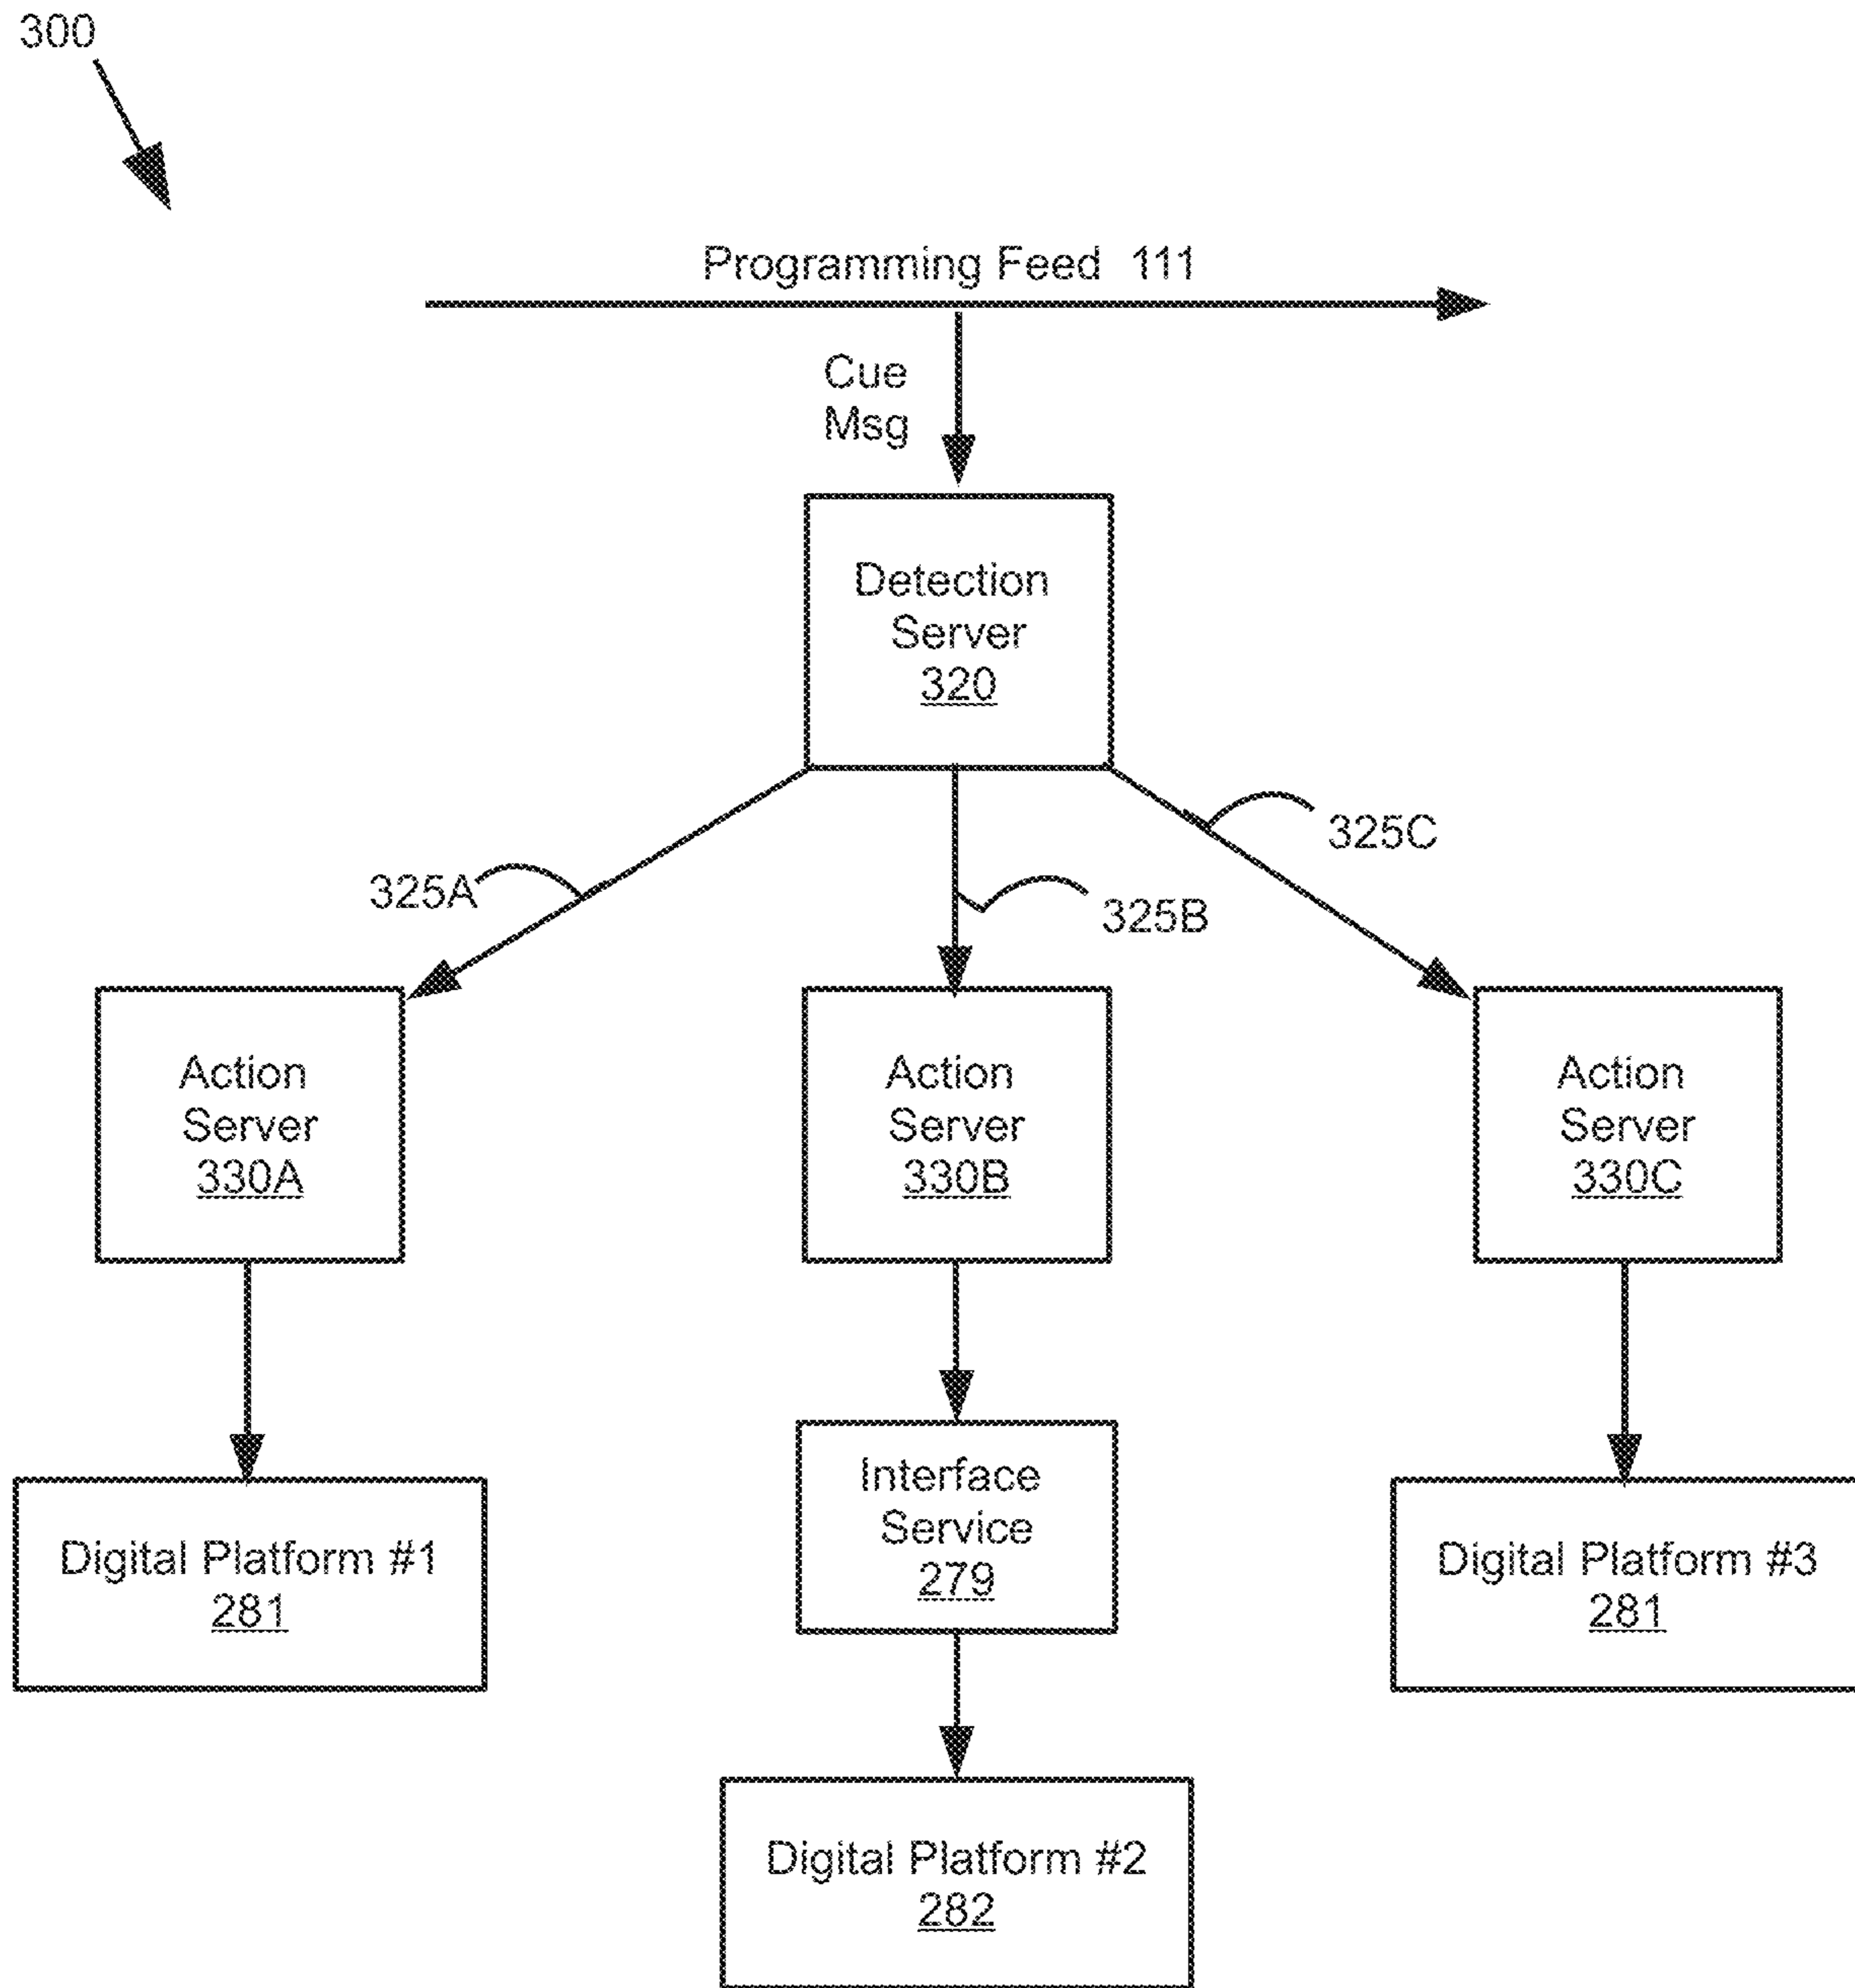 300
Programming Feed 111
Cue
Msg
Detection
Server
320
325C
325A
325B
Action
Server
330A
Action
Server
330B
Action
Server
330C
Interface
Service
279
Digital Platform #1
281
Digital Platform #3
281
Digital Platform #2
282